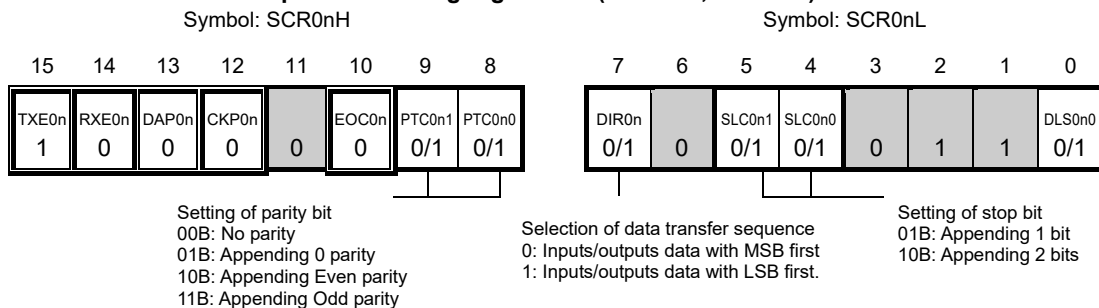 Symbol: SCR0nH Symbol: SCR0nL
15 14 13 12 11 10 9 8 7 6 5 4 3 2 1 0
TXE0n RXE0n DAP0n CKP0n EOC0n PTC0n1 PTC0n0 DIR0n SLC0n1 SLC0n0 DLS0n0
1 0 0 0 0 0 0/1 0/1 0/1 0 0/1 0/1 0 1 1 0/1
Setting of parity bit
00B: No parity
01B: Appending 0 parity
10B: Appending Even parity
11B: Appending Odd parity
Selection of data transfer sequence
0: Inputs/outputs data with MSB first
1: Inputs/outputs data with LSB first.
Setting of stop bit
01B: Appending 1 bit
10B: Appending 2 bits